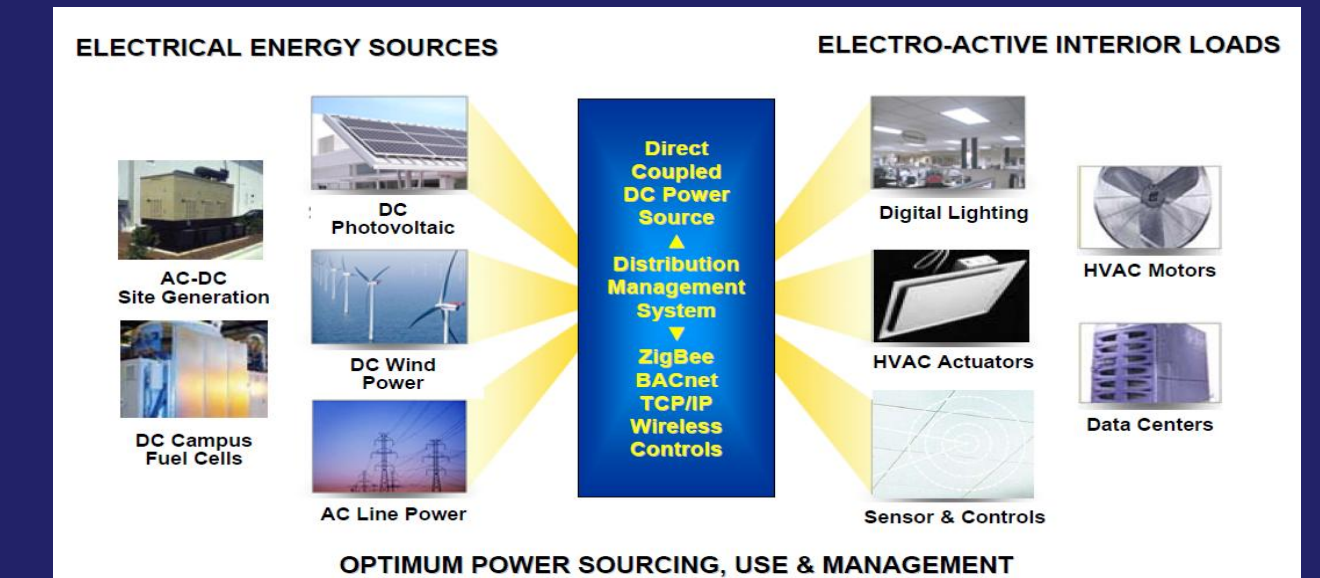 ELECTRICAL ENERGY SOURCES
ELECTRO-ACTIVE INTERIOR LOADS
AC-DC
Site Generation
DC Campus
Fuel Cells
:
DC
Photovoltaic
DC Wind
Power
AC Line Power
Direct
Coupled
DC Power
Source
▲
Distribution
Management
System
▼
ZigBee
BACnet
TCP/IP
Wireless
Controls
Digital Lighting
HVAC Actuators
Sensor & Controls
HVAC Motors
Data Centers
OPTIMUM POWER SOURCING, USE & MANAGEMENT